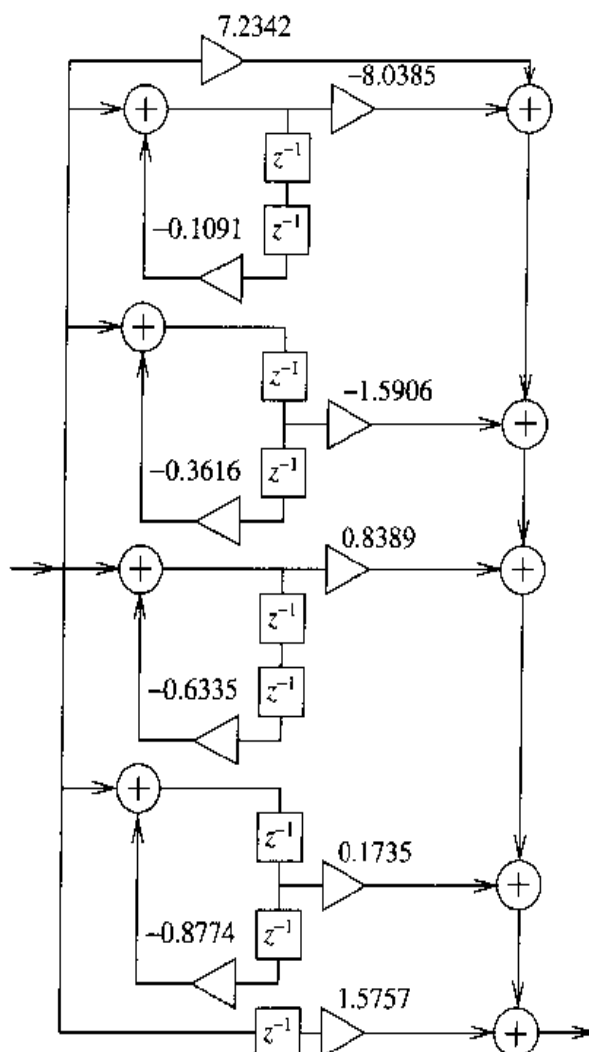 7.2342
−8.0385
+
+
z⁻¹
−0.1091
z⁻¹
+
z⁻¹
−1.5906
+
−0.3616
z⁻¹
+
0.8389
+
z⁻¹
−0.6335
z⁻¹
+
z⁻¹
0.1735
+
−0.8774
z⁻¹
1.5757
z⁻¹
+